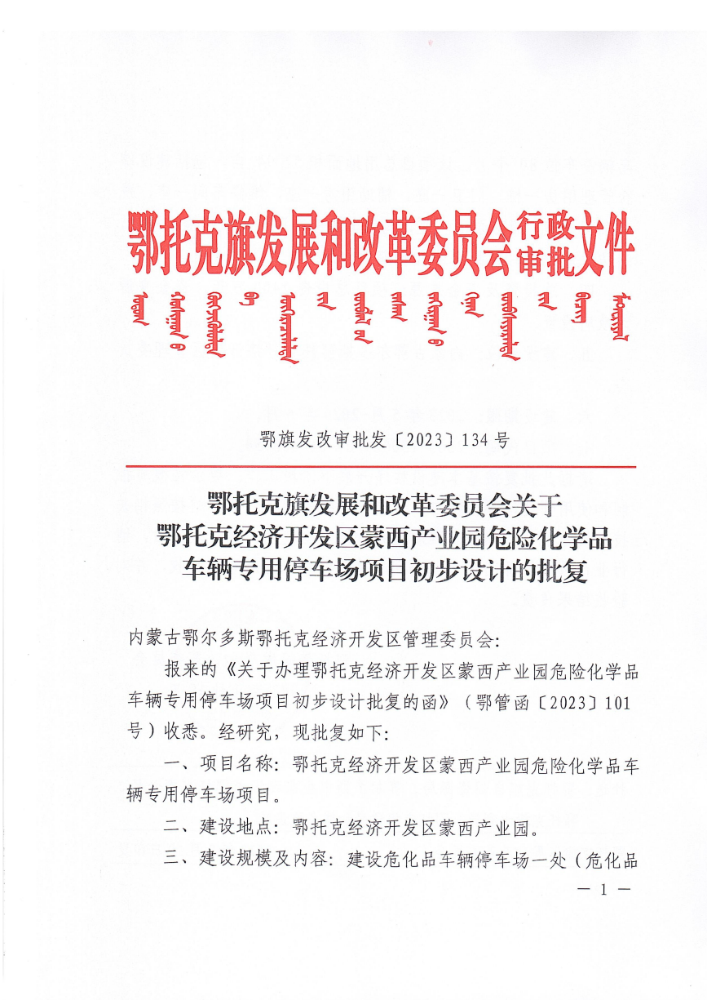 鄂托克旗发展和改革委员会行政审批文件
鄂旗发改审批发〔2023〕134号
鄂托克旗发展和改革委员会关于
鄂托克经济开发区蒙西产业园危险化学品
车辆专用停车场项目初步设计的批复
内蒙古鄂尔多斯鄂托克经济开发区管理委员会：
报来的《关于办理鄂托克经济开发区蒙西产业园危险化学品
车辆专用停车场项目初步设计批复的函》（鄂管函〔2023〕101
号）收悉。经研究，现批复如下：
一、项目名称：鄂托克经济开发区蒙西产业园危险化学品车
辆专用停车场项目。
二、建设地点：鄂托克经济开发区蒙西产业园。
三、建设规模及内容：建设危化品车辆停车场一处（危化品
— 1 —